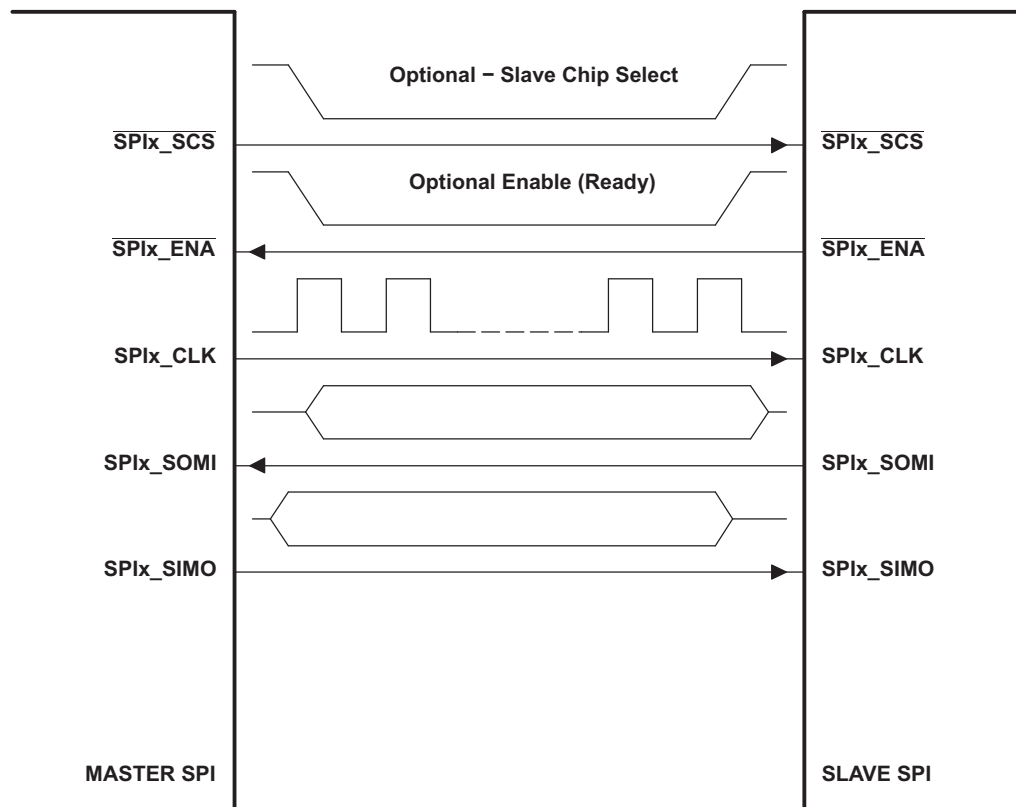 Optional − Slave Chip Select
SPIx_SCS SPIx_SCS
Optional Enable (Ready)
SPIx_ENA SPIx_ENA
SPIx_CLK SPIx_CLK
SPIx_SOMI SPIx_SOMI
SPIx_SIMO SPIx_SIMO
MASTER SPI SLAVE SPI